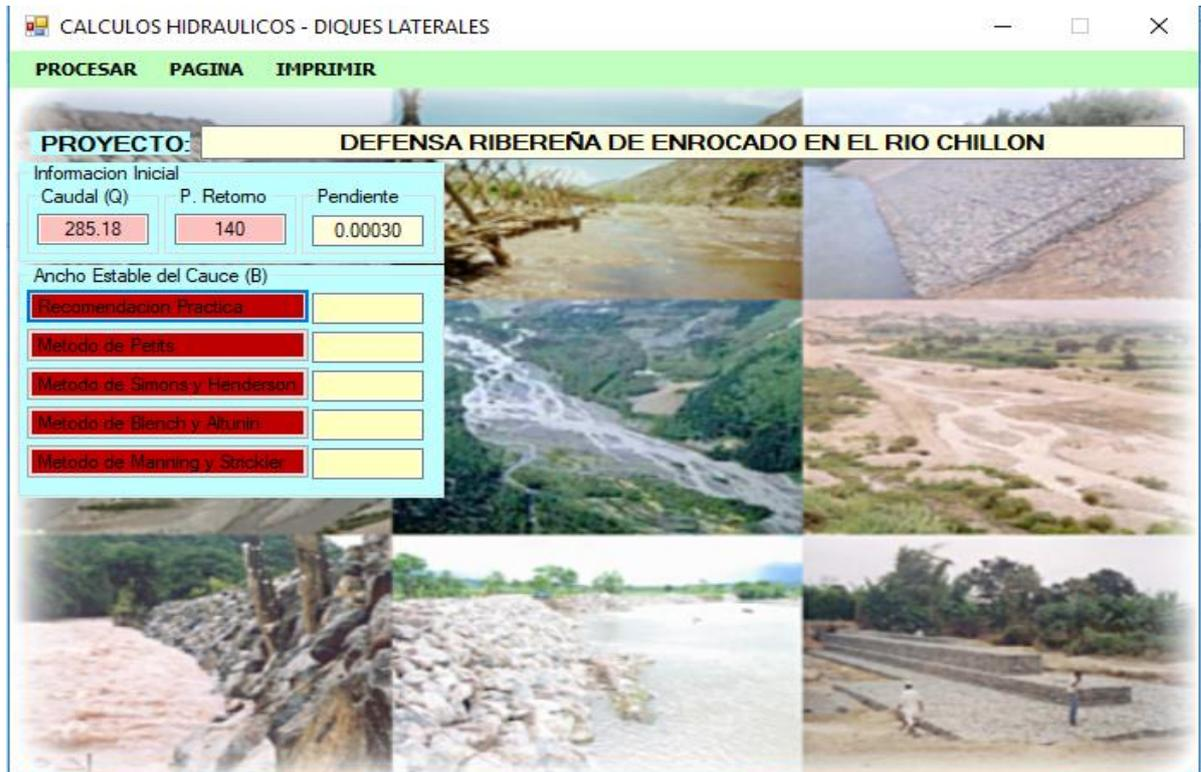 CALCULOS HIDRAULICOS - DIQUES LATERALES
PROCESAR PAGINA IMPRIMIR
PROYECTO: DEFENSA RIBEREÑA DE ENROCADO EN EL RIO CHILLON
Informacion Inicial
Caudal (Q) P. Retorno Pendiente
285.18 140 0.00030
Ancho Estable del Cauce (B)
Recomendacion Practica
Metodo de Petits
Metodo de Simons y Henderson
Metodo de Blench y Altunin
Metodo de Manning y Strickler